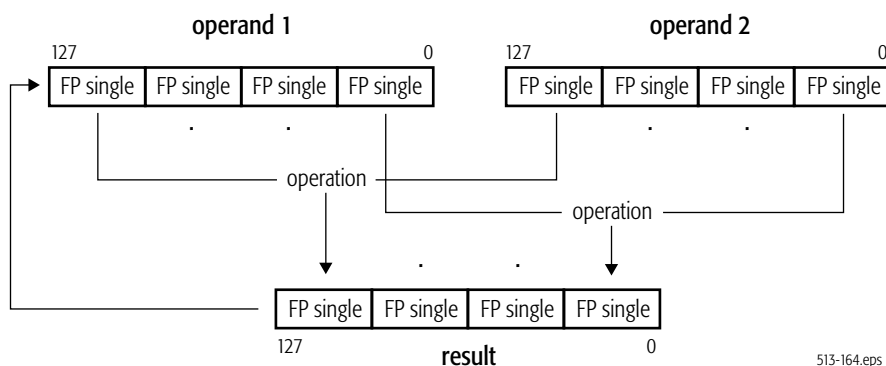 operand 1 operand 2
127 0 127 0
FP single FP single FP single FP single FP single FP single FP single FP single
. . . .
operation
operation
. .
FP single FP single FP single FP single
127 0
result
513-164.eps